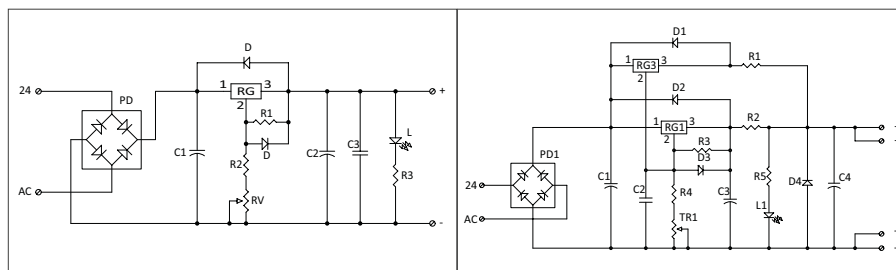 D
24
PD
1
RG
3
+
2
R1
C1
D
C2
C3
L
R2
R3
AC
RV
-
D1
1
RG3
3
R1
2
D2
1
RG1
3
R2
2
R3
PD1
D3
C1
24
C2
R4
C3
R5
D4
C4
AC
TR1
L1